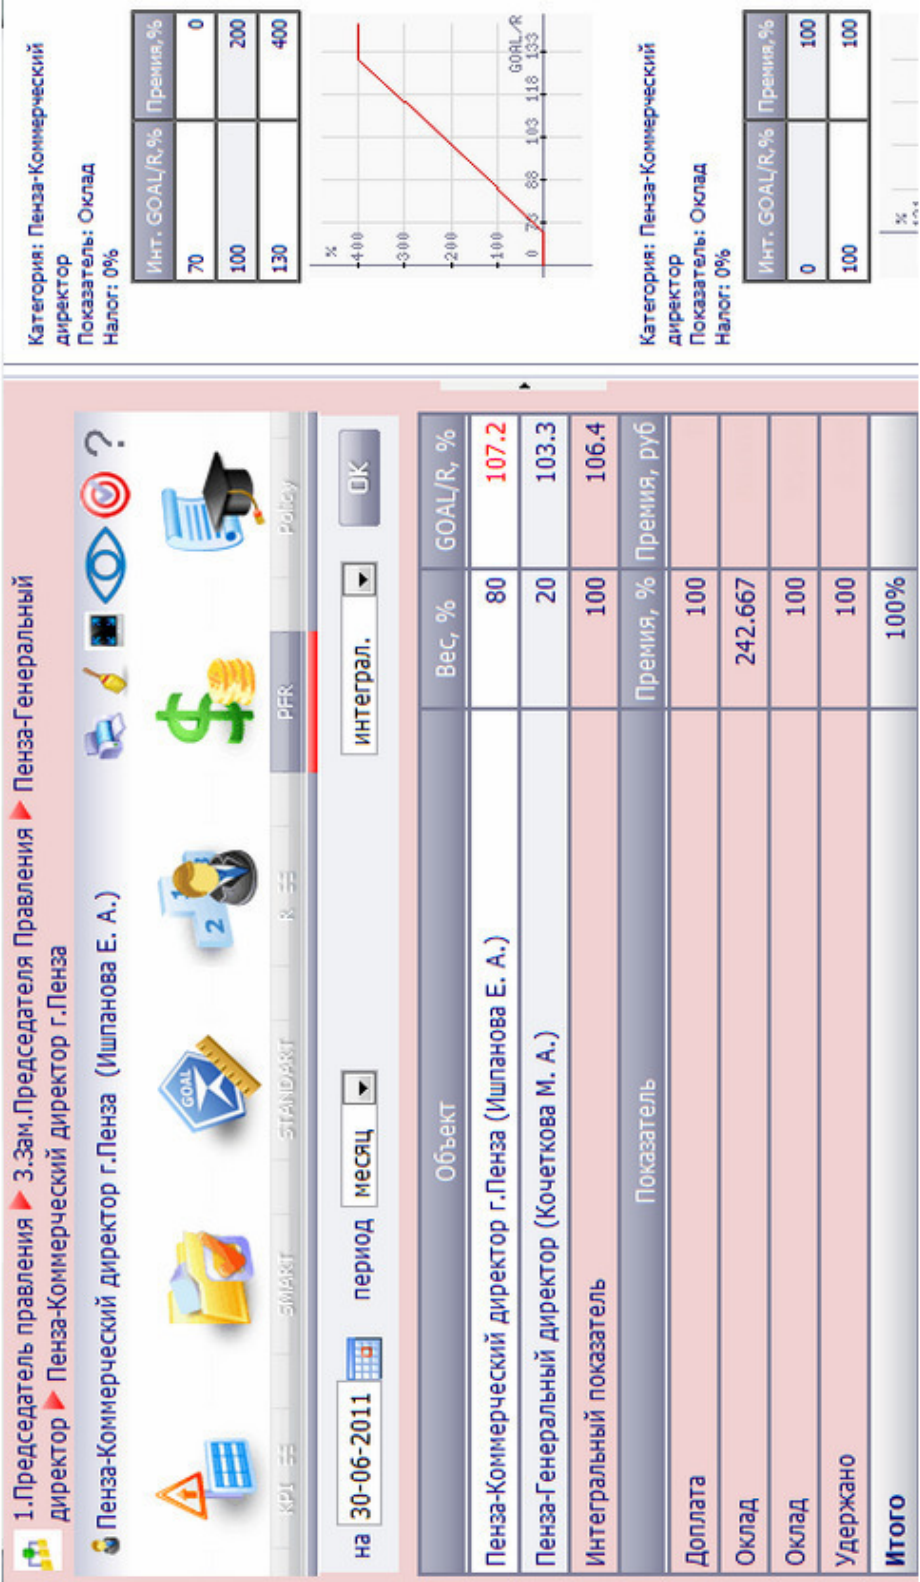 1.Председатель правления 3.Зам.Председателя Правления Пенза-Генеральный
директор Пенза-Коммерческий директор г.Пенза
Пенза-Коммерческий директор г.Пенза (Ишпанова Е. А.)
?
GOAL
1 2 3
KPI SMART STANDART R PFR Policy
на 30-06-2011 период месяц интеграл. OK
Объект Вес, % GOAL/R, %
Пенза-Коммерческий директор г.Пенза (Ишпанова Е. А.) 80 107.2
Пенза-Генеральный директор (Кочеткова М. А.) 20 103.3
Интегральный показатель 100 106.4
Показатель Премия, % Премия, руб
Доплата 100
Оклад 242.667
Оклад 100
Удержано 100
Итого 100%
Категория: Пенза-Коммерческий
директор
Показатель: Оклад
Налог: 0%
Инт. GOAL/R,% Премия,%
70 0
100 200
130 400
%
400
300
200
100
0 73 88 103 118 133
GOAL/R
Категория: Пенза-Коммерческий
директор
Показатель: Оклад
Налог: 0%
Инт. GOAL/R,% Премия,%
0 100
100 100
%